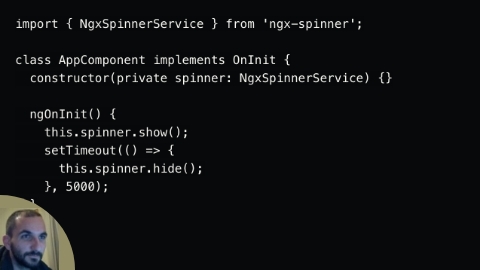 import { NgxSpinnerService } from 'ngx-spinner';
class AppComponent implements OnInit {
constructor(private spinner: NgxSpinnerService) {}
ngOnInit() {
this.spinner.show();
setTimeout(() => {
this.spinner.hide();
}, 5000);
}